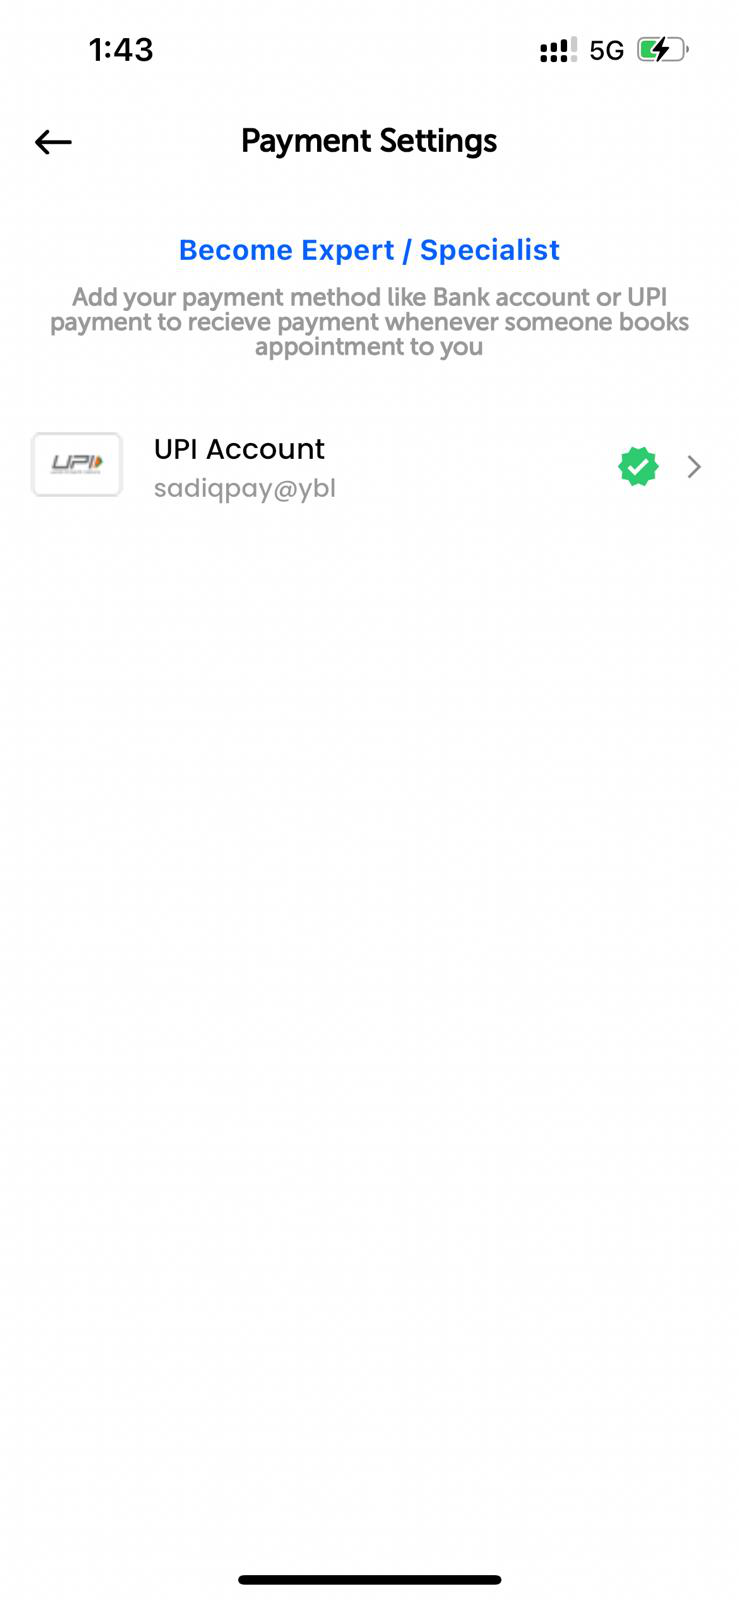 1:43
5G
Payment Settings
Become Expert / Specialist
Add your payment method like Bank account or UPI
payment to recieve payment whenever someone books
appointment to you
UPI
UPI Account
sadiqpay@ybl